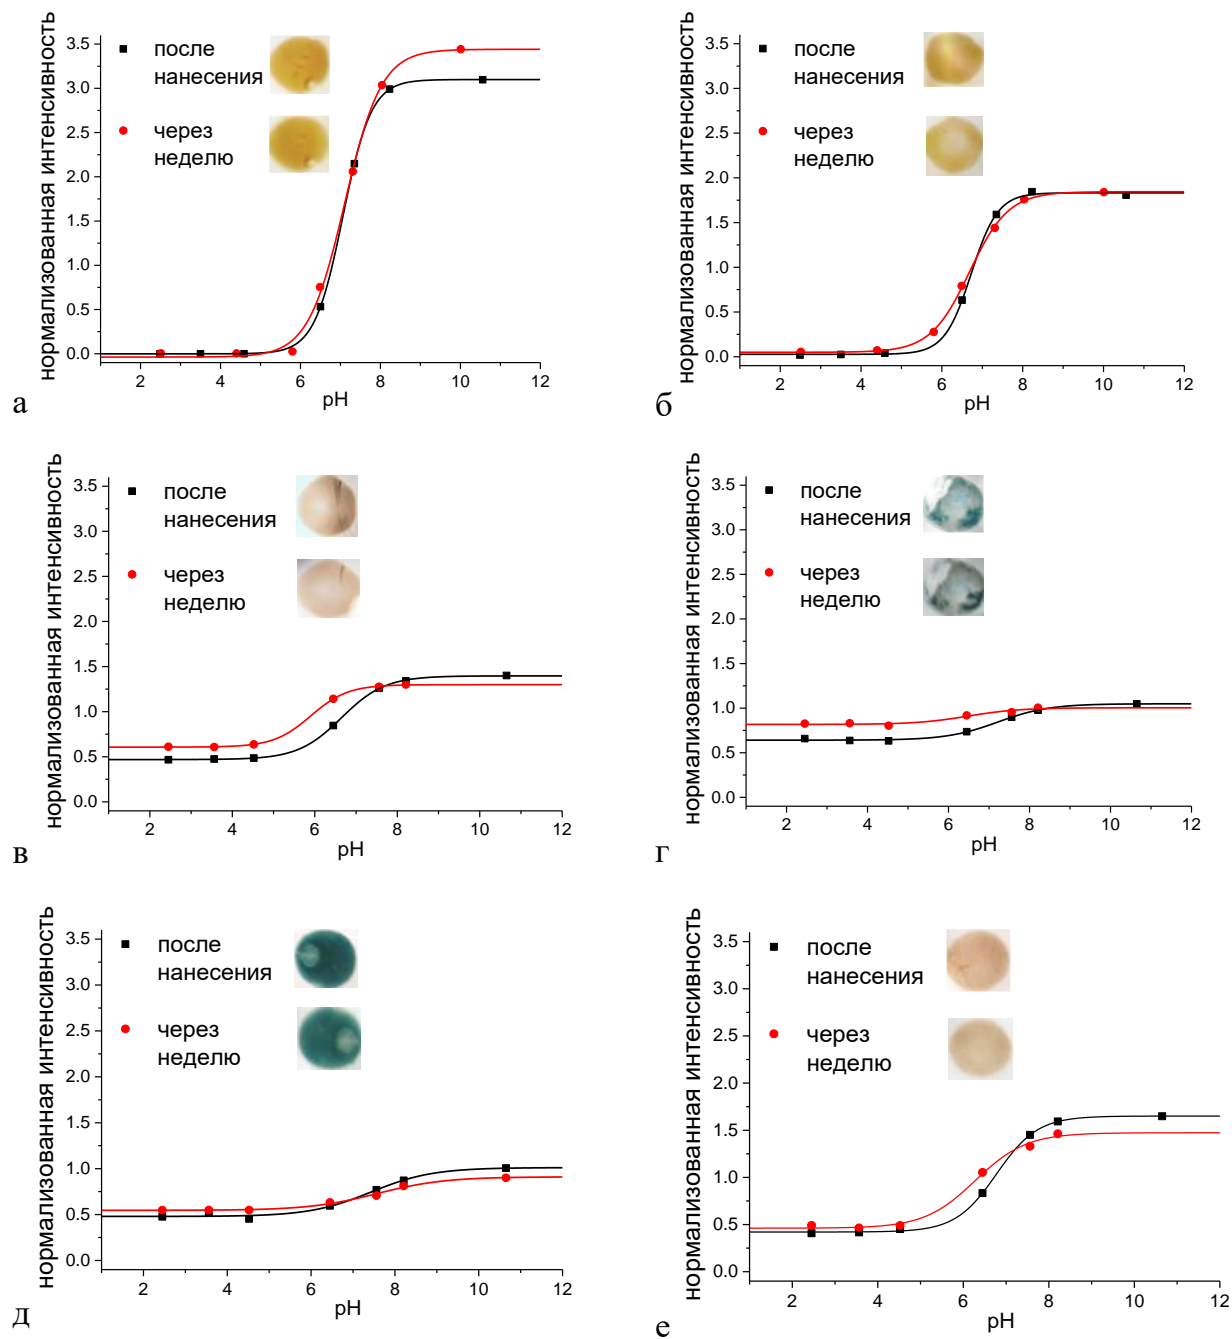 нормализованная интенсивность
3.5
3.0
2.5
2.0
1.5
1.0
0.5
0.0
после
нанесения
через
неделю
2 4 6 8 10 12
pH
а
нормализованная интенсивность
3.5
3.0
2.5
2.0
1.5
1.0
0.5
0.0
после
нанесения
через
неделю
2 4 6 8 10 12
pH
б
нормализованная интенсивность
3.5
3.0
2.5
2.0
1.5
1.0
0.5
0.0
после
нанесения
через
неделю
2 4 6 8 10 12
pH
в
нормализованная интенсивность
3.5
3.0
2.5
2.0
1.5
1.0
0.5
0.0
после
нанесения
через
неделю
2 4 6 8 10 12
pH
г
нормализованная интенсивность
3.5
3.0
2.5
2.0
1.5
1.0
0.5
0.0
после
нанесения
через
неделю
2 4 6 8 10 12
pH
д
нормализованная интенсивность
3.5
3.0
2.5
2.0
1.5
1.0
0.5
0.0
после
нанесения
через
неделю
2 4 6 8 10 12
pH
е